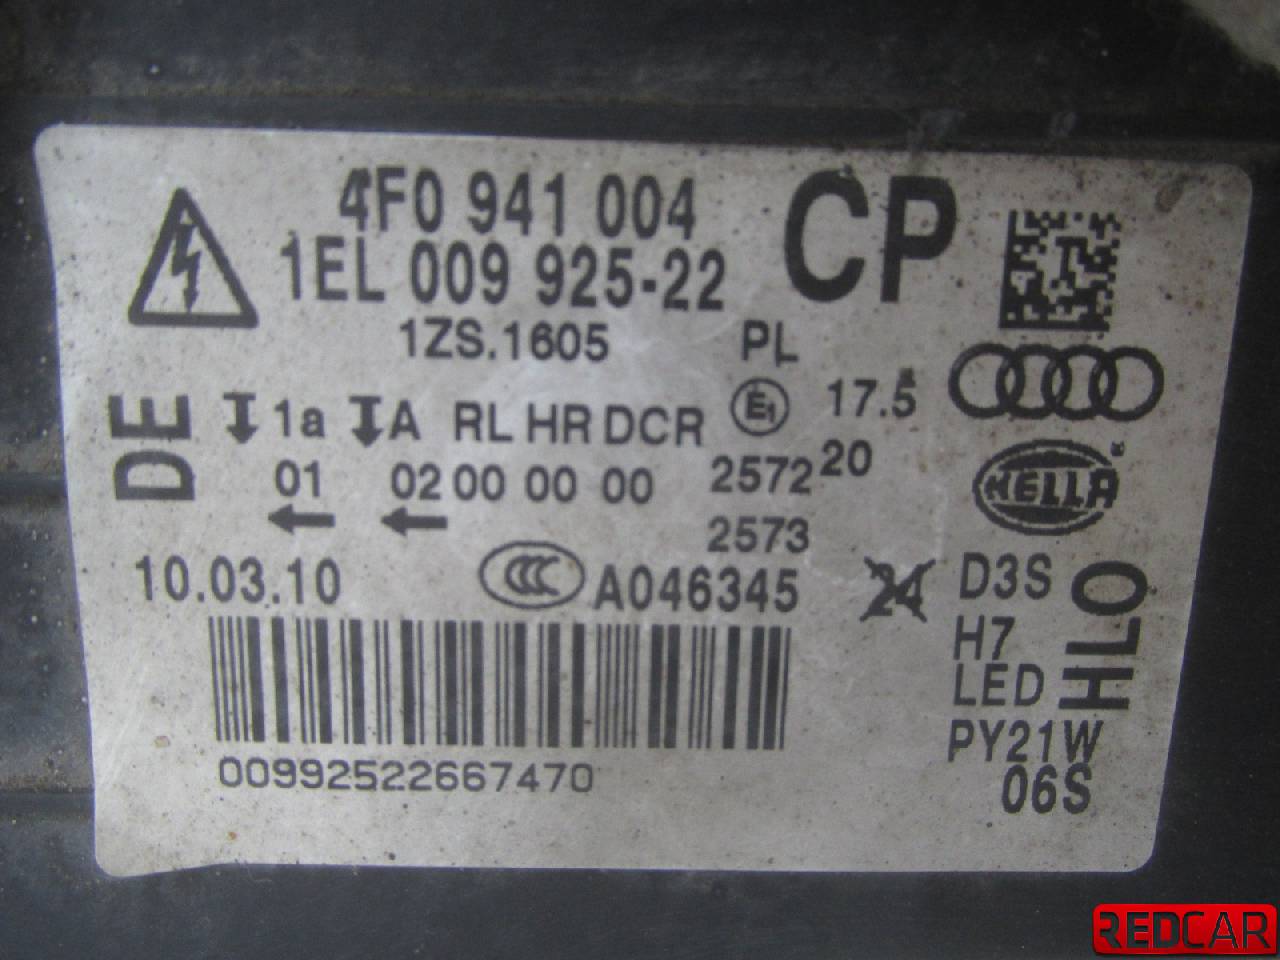 4F0 941 004 CP
1EL 009 925-22
1ZS.1605 PL
DE
1a A RL HR DCR E1 17.5
01 02 00 00 00 2572 20
2573
HELLA
10.03.10 CCC A046345 24 D3S
H7
LED
HLO
PY21W
06S
00992522667470
REDCAR